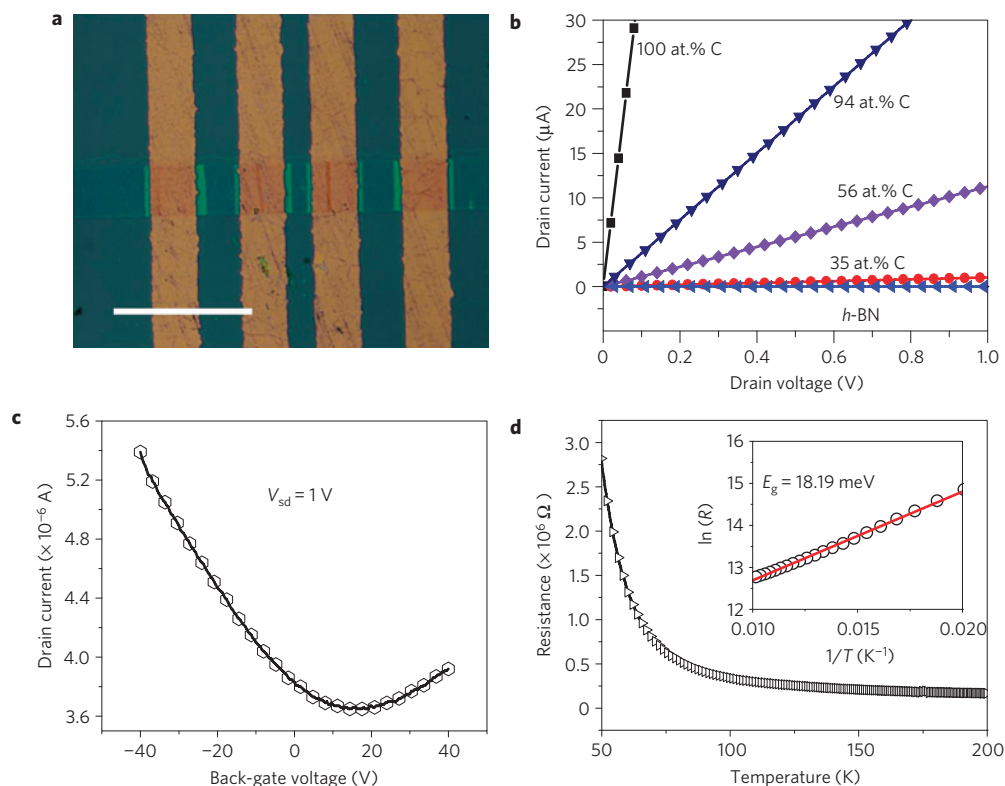 a
b
30
25
20
15
10
5
0
Drain current (μA)
100 at.% C
94 at.% C
56 at.% C
35 at.% C
h-BN
0
0.2
0.4
0.6
0.8
1.0
Drain voltage (V)
c
5.6
5.2
4.8
4.4
4.0
3.6
Drain current (× 10⁻⁶ A)
Vsd = 1 V
−40
−20
0
20
40
Back-gate voltage (V)
d
3.0
2.5
2.0
1.5
1.0
0.5
0
Resistance (× 10⁶ Ω)
50
100
150
200
Temperature (K)
16
15
14
13
12
ln (R)
Eg = 18.19 meV
0.010
0.015
0.020
1/T (K⁻¹)